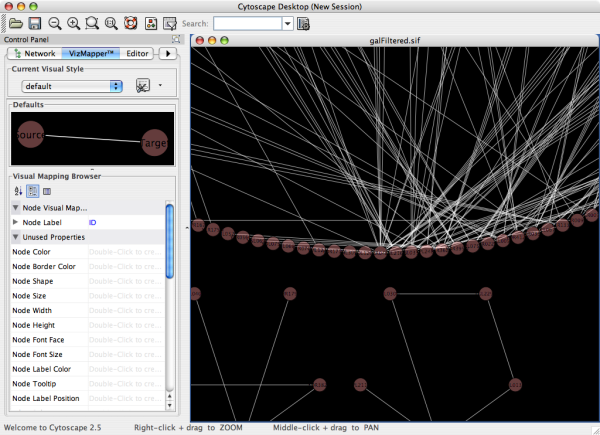 Cytoscape Desktop (New Session)
Search:
Control Panel
Network VizMapper™ Editor
Current Visual Style
default
Defaults
Source
Target
Visual Mapping Browser
Node Visual Map...
Node Label ID
Unused Properties
Node Color Double-Click to cre...
Node Border Color Double-Click to cre...
Node Shape Double-Click to cre...
Node Size Double-Click to cre...
Node Width Double-Click to cre...
Node Height Double-Click to cre...
Node Font Face Double-Click to cre...
Node Font Size Double-Click to cre...
Node Label Color Double-Click to cre...
Node Tooltip Double-Click to cre...
Node Label Position Double-Click to cre...
galFiltered.sif
Welcome to Cytoscape 2.5 Right-click + drag to ZOOM Middle-click + drag to PAN